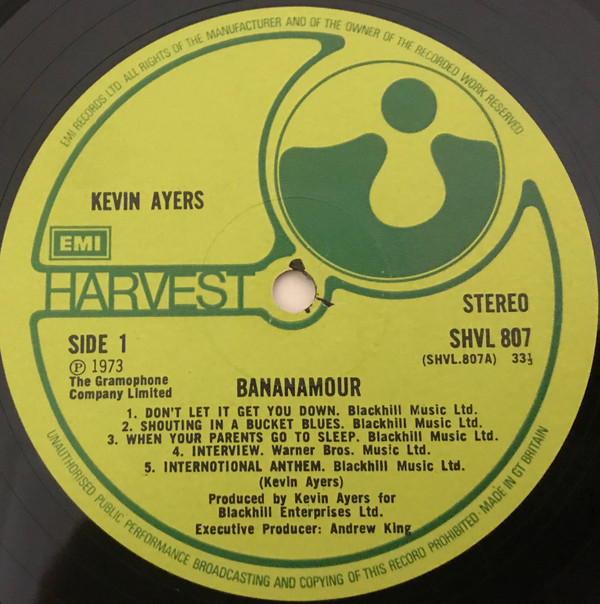 EMI RECORDS LTD ALL RIGHTS OF THE MANUFACTURER AND OF THE OWNER OF THE RECORDED WORK RESERVED
KEVIN AYERS
EMI
HARVEST
STEREO
SIDE 1
SHVL 807
(SHVL.807A) 33⅓
Ⓟ 1973
The Gramophone
Company Limited
BANANAMOUR
1. DON'T LET IT GET YOU DOWN. Blackhill Music Ltd.
2. SHOUTING IN A BUCKET BLUES. Blackhill Music Ltd.
3. WHEN YOUR PARENTS GO TO SLEEP. Blackhill Music Ltd.
4. INTERVIEW. Warner Bros. Music Ltd.
5. INTERNOTIONAL ANTHEM. Blackhill Music Ltd.
(Kevin Ayers)
Produced by Kevin Ayers for
Blackhill Enterprises Ltd.
Executive Producer: Andrew King
UNAUTHORISED PUBLIC PERFORMANCE BROADCASTING AND COPYING OF THIS RECORD PROHIBITED. MADE IN GT BRITAIN